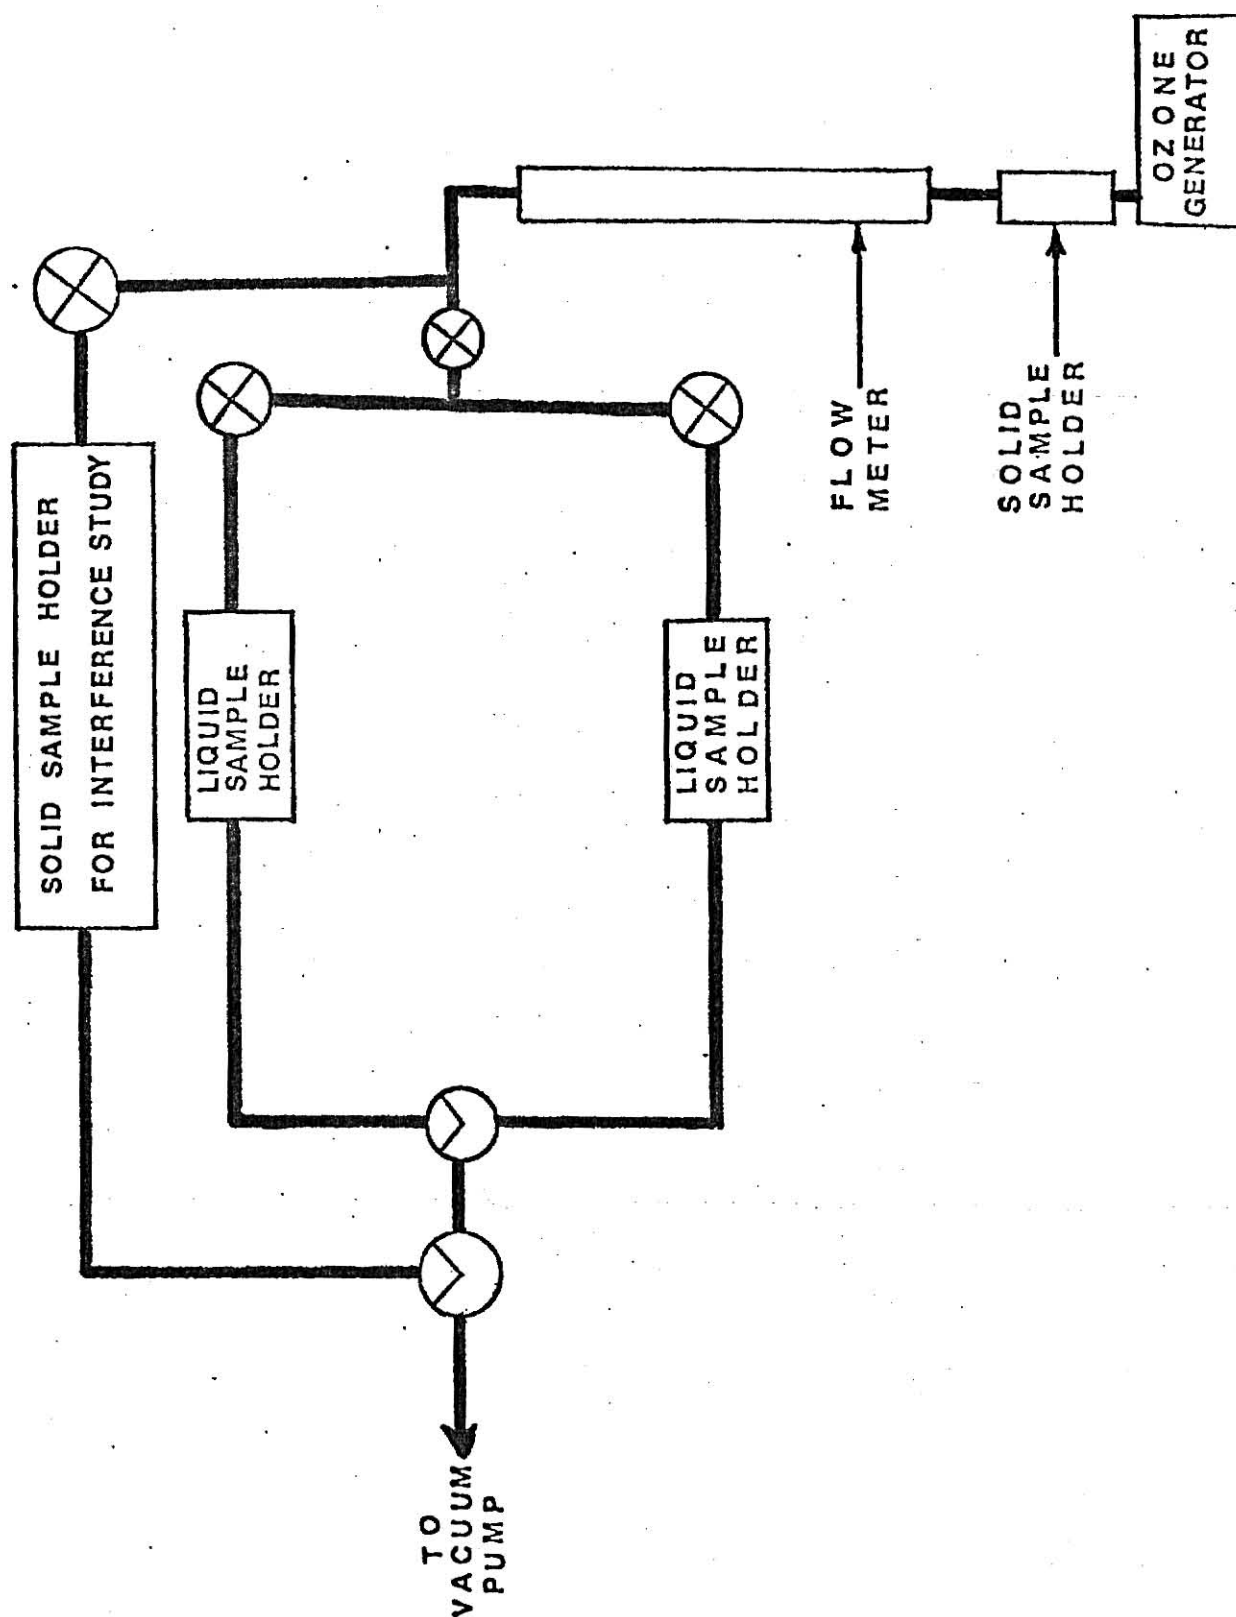 SOLID SAMPLE HOLDER
FOR INTERFERENCE STUDY
LIQUID
SAMPLE
HOLDER
LIQUID
SAMPLE
HOLDER
FLOW
METER
SOLID
SAMPLE
HOLDER
OZONE
GENERATOR
TO
VACUUM
PUMP